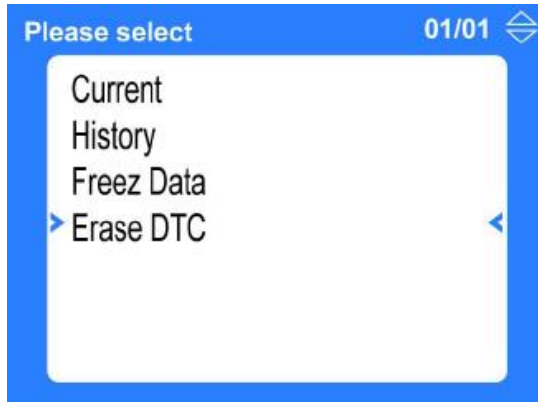 Please select 01/01
Current
History
Freez Data
Erase DTC